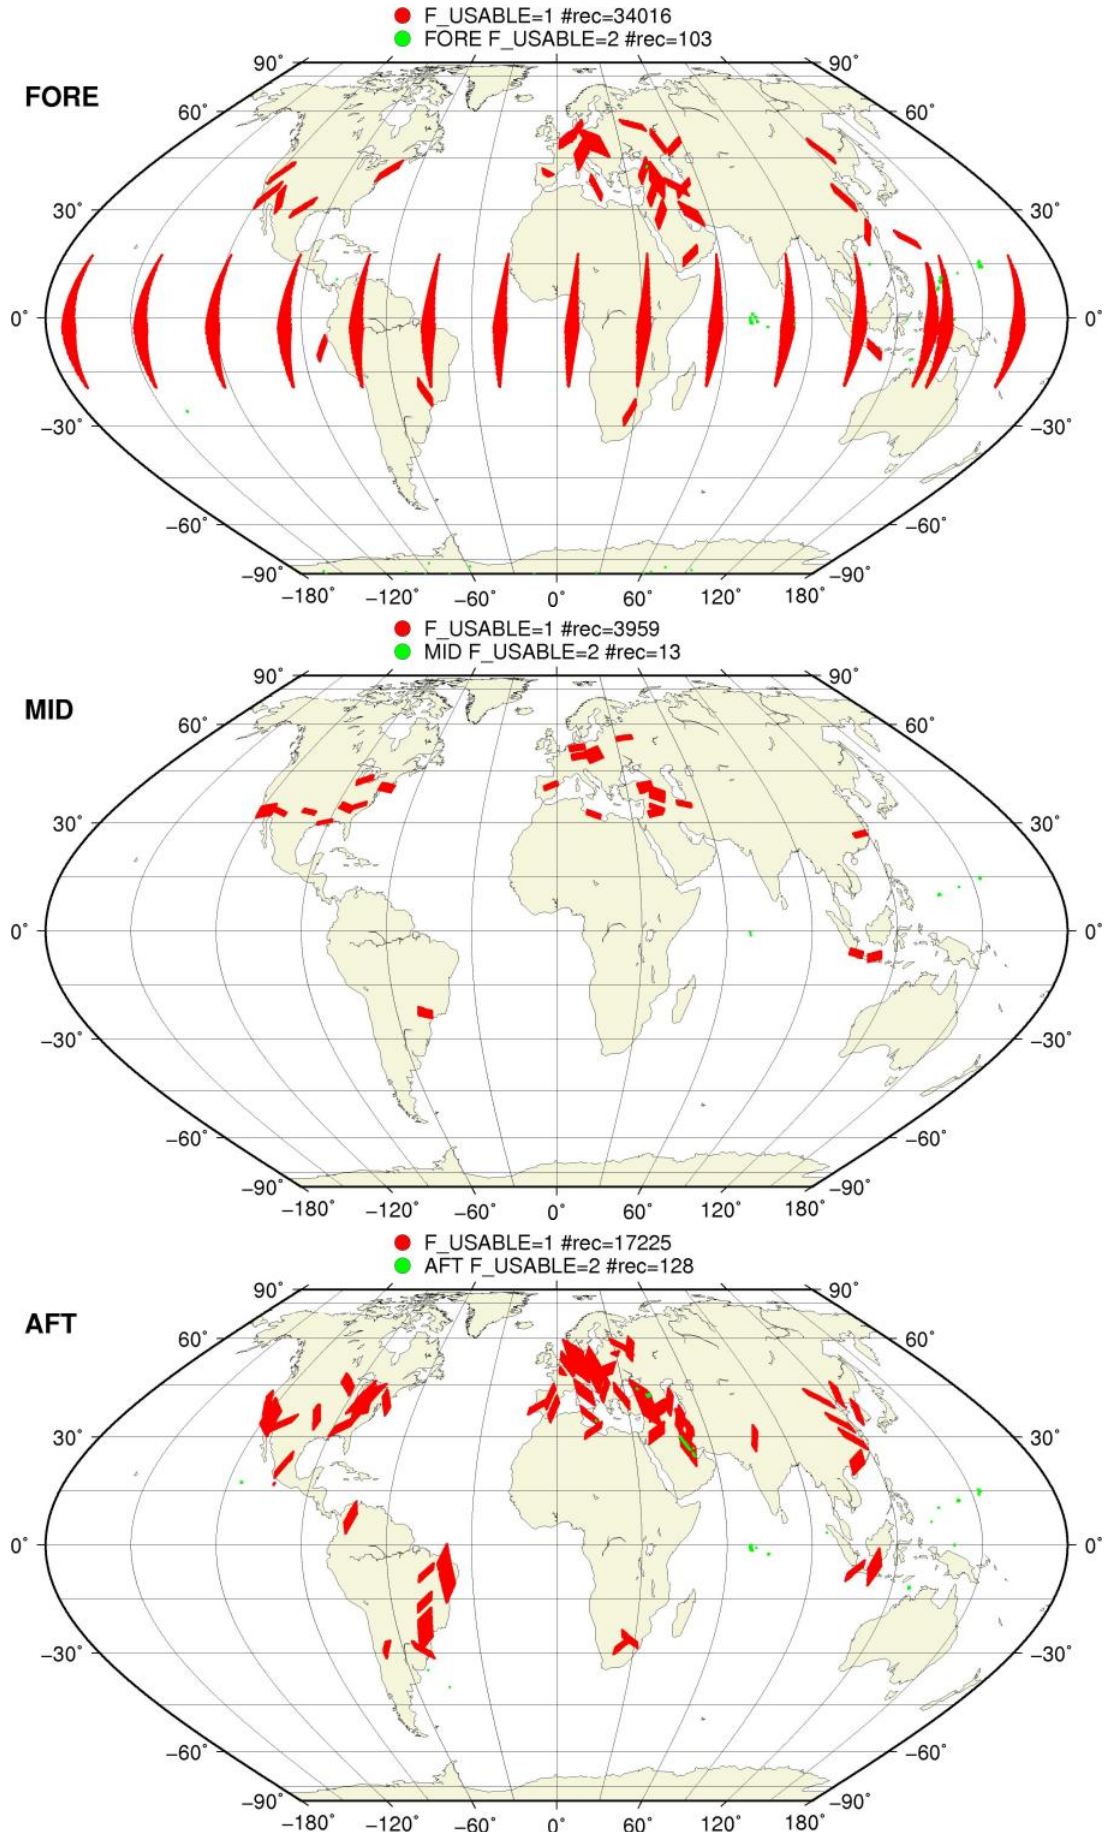 F_USABLE=1 #rec=34016
FORE F_USABLE=2 #rec=103
FORE
90° 90°
60° 60°
30° 30°
0° 0°
−30° −30°
−60° −60°
−90° −90°
−180° −120° −60° 0° 60° 120° 180°
F_USABLE=1 #rec=3959
MID F_USABLE=2 #rec=13
MID
90° 90°
60° 60°
30° 30°
0° 0°
−30° −30°
−60° −60°
−90° −90°
−180° −120° −60° 0° 60° 120° 180°
F_USABLE=1 #rec=17225
AFT F_USABLE=2 #rec=128
AFT
90° 90°
60° 60°
30° 30°
0° 0°
−30° −30°
−60° −60°
−90° −90°
−180° −120° −60° 0° 60° 120° 180°